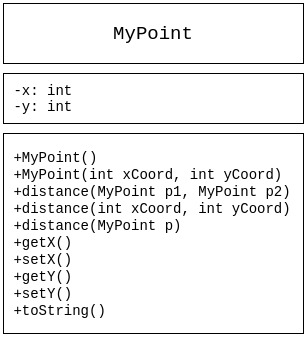 MyPoint
-x: int
-y: int
+MyPoint()
+MyPoint(int xCoord, int yCoord)
+distance(MyPoint p1, MyPoint p2)
+distance(int xCoord, int yCoord)
+distance(MyPoint p)
+getX()
+setX()
+getY()
+setY()
+toString()